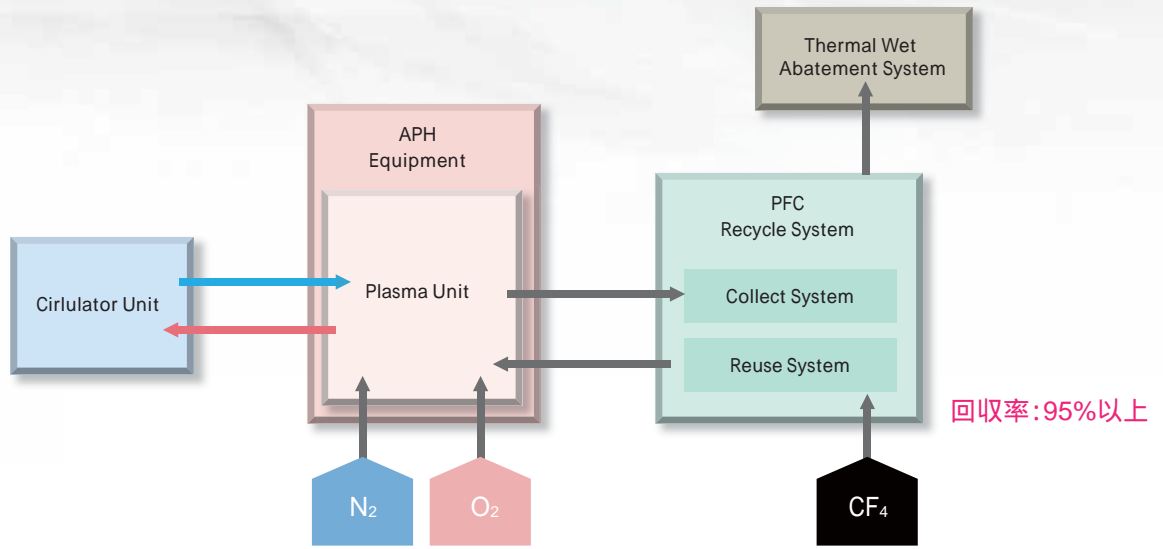 Thermal Wet
Abatement System
APH
Equipment
PFC
Recycle System
Cirlulator Unit
Plasma Unit
Collect System
Reuse System
回収率:95%以上
N₂
O₂
CF₄